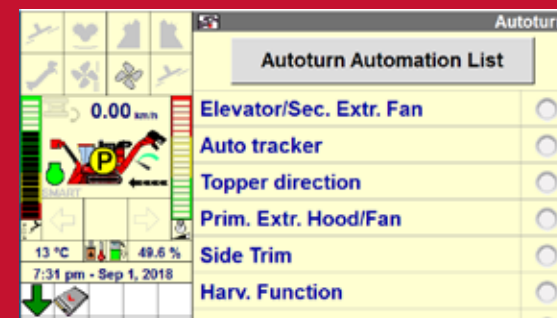 Autotur
Autoturn Automation List
0.00 km/h
Elevator/Sec. Extr. Fan
Auto tracker
P
Topper direction
SMART
Prim. Extr. Hood/Fan
13 °C 49.6 %
Side Trim
7:31 pm - Sep 1, 2018
Harv. Function